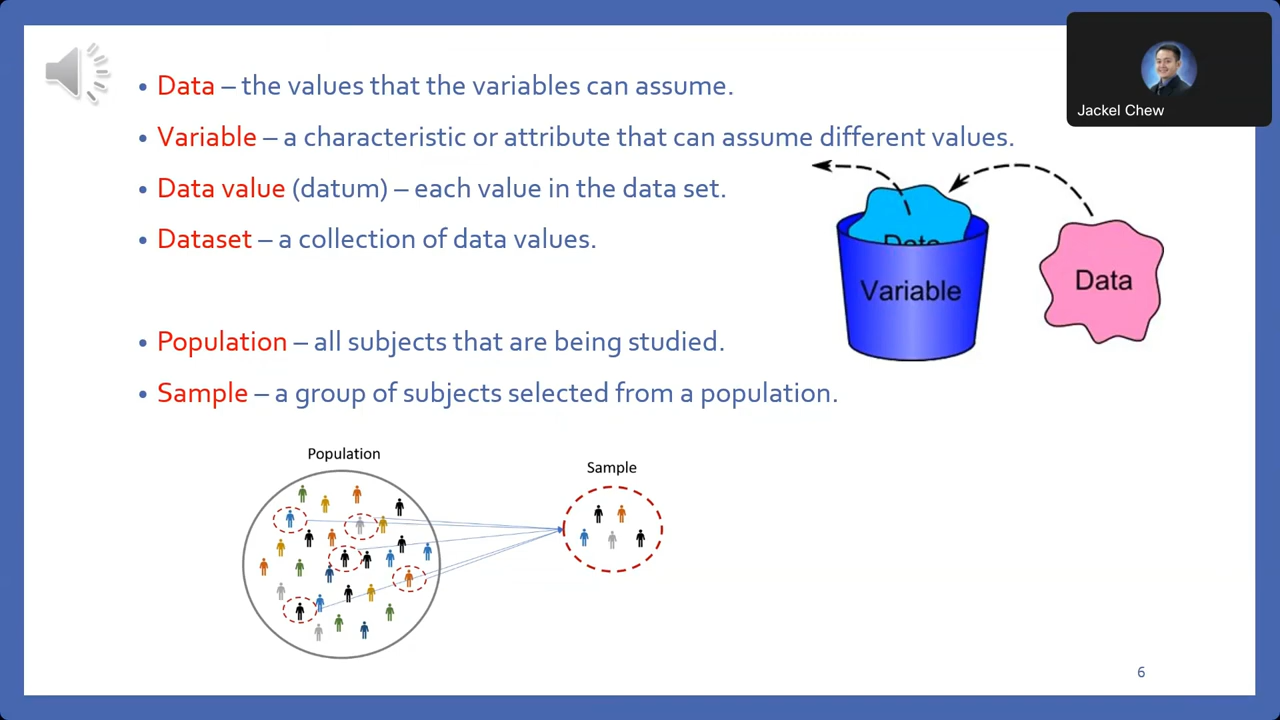 • Data – the values that the variables can assume.
Jackel Chew
• Variable – a characteristic or attribute that can assume different values.
• Data value (datum) – each value in the data set.
• Dataset – a collection of data values.
Data
Variable
Data
• Population – all subjects that are being studied.
• Sample – a group of subjects selected from a population.
Population
Sample
6